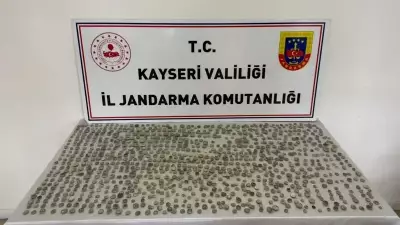 T.C.
KAYSERİ VALİLİĞİ
İL JANDARMA KOMUTANLIĞI